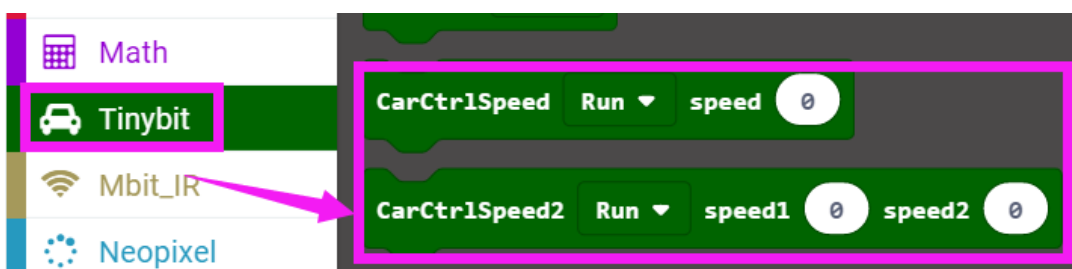 Math
Tinybit
Mbit_IR
Neopixel
CarCtrlSpeed Run speed 0
CarCtrlSpeed2 Run speed1 0 speed2 0